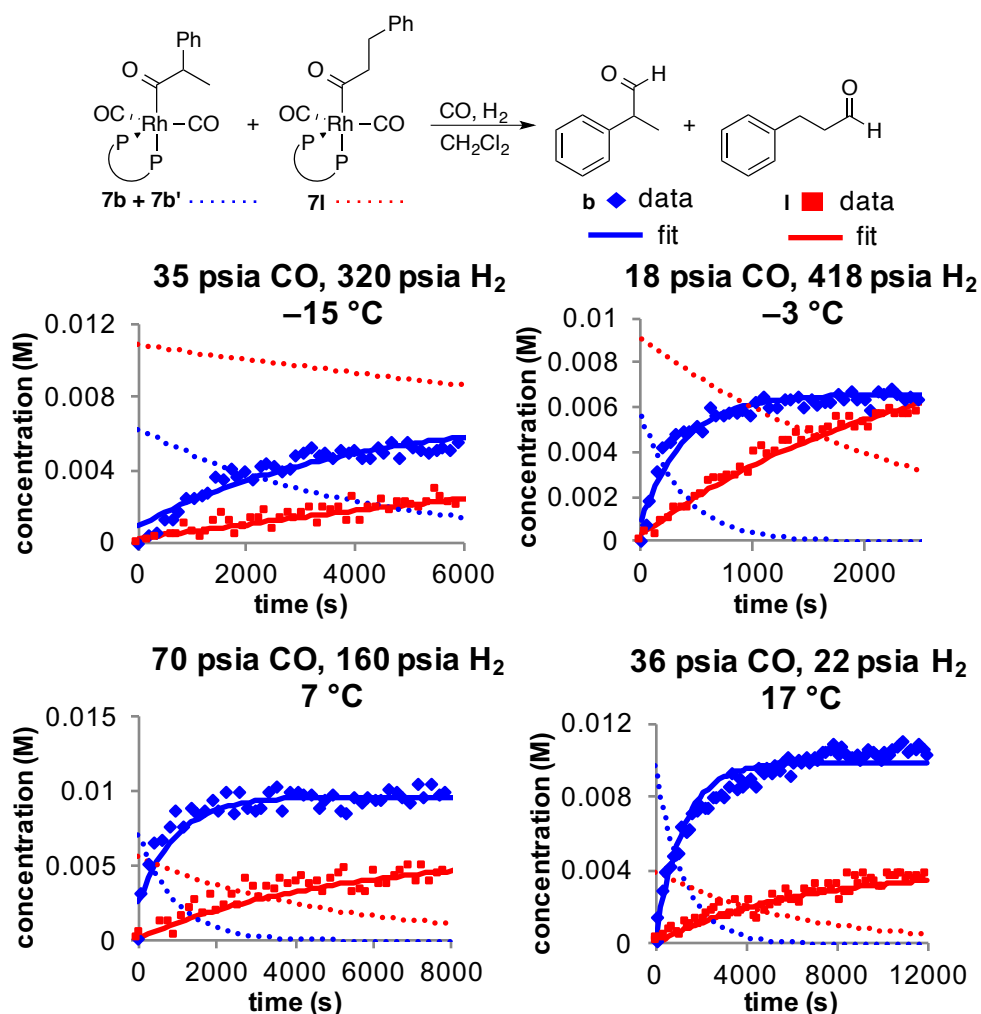 Ph
Ph
O
O
O H
OC
Rh
CO
+
OC
Rh
CO
CO, H2
CH2Cl2
+
O
H
P
P
P
P
7b + 7b'
7l
b data
l data
fit
fit
35 psia CO, 320 psia H2
–15 °C
concentration (M)
0.012
0.008
0.004
0
0 2000 4000 6000
time (s)
18 psia CO, 418 psia H2
–3 °C
concentration (M)
0.01
0.008
0.006
0.004
0.002
0
0 1000 2000
time (s)
70 psia CO, 160 psia H2
7 °C
concentration (M)
0.015
0.01
0.005
0
0 2000 4000 6000 8000
time (s)
36 psia CO, 22 psia H2
17 °C
concentration (M)
0.012
0.008
0.004
0
0 4000 8000 12000
time (s)